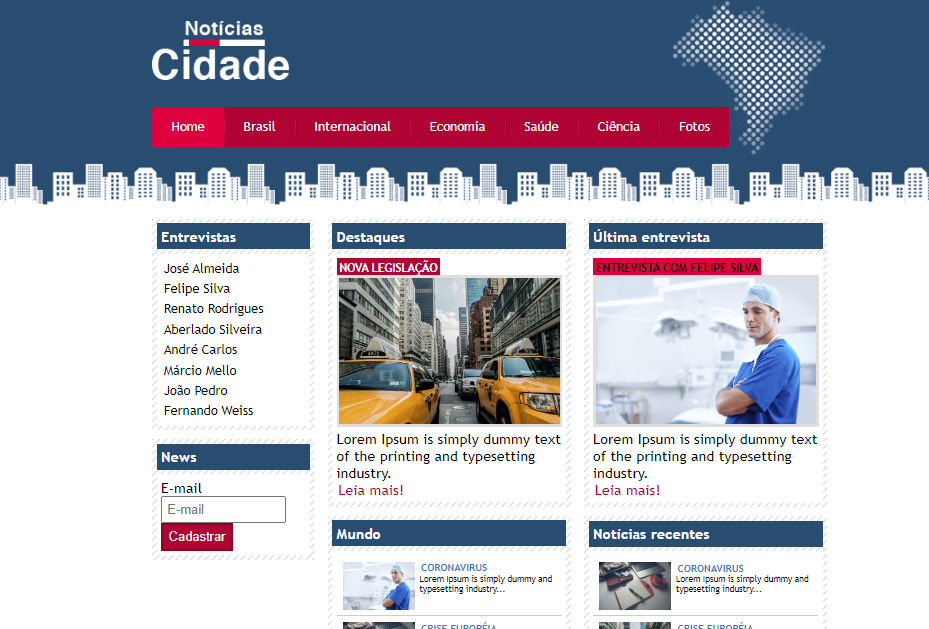 Notícias
Cidade
Home Brasil Internacional Economia Saúde Ciência Fotos
Entrevistas
José Almeida
Felipe Silva
Renato Rodrigues
Aberlado Silveira
André Carlos
Márcio Mello
João Pedro
Fernando Weiss
News
E-mail
E-mail
Cadastrar
Destaques
NOVA LEGISLAÇÃO
Lorem Ipsum is simply dummy text
of the printing and typesetting
industry.
Leia mais!
Mundo
CORONAVIRUS
Lorem Ipsum is simply dummy and
typesetting industry...
CRISE EUROPÉIA
Última entrevista
ENTREVISTA COM FELIPE SILVA
Lorem Ipsum is simply dummy text
of the printing and typesetting
industry.
Leia mais!
Notícias recentes
CORONAVIRUS
Lorem Ipsum is simply dummy and
typesetting industry...
CRISE EUROPÉIA